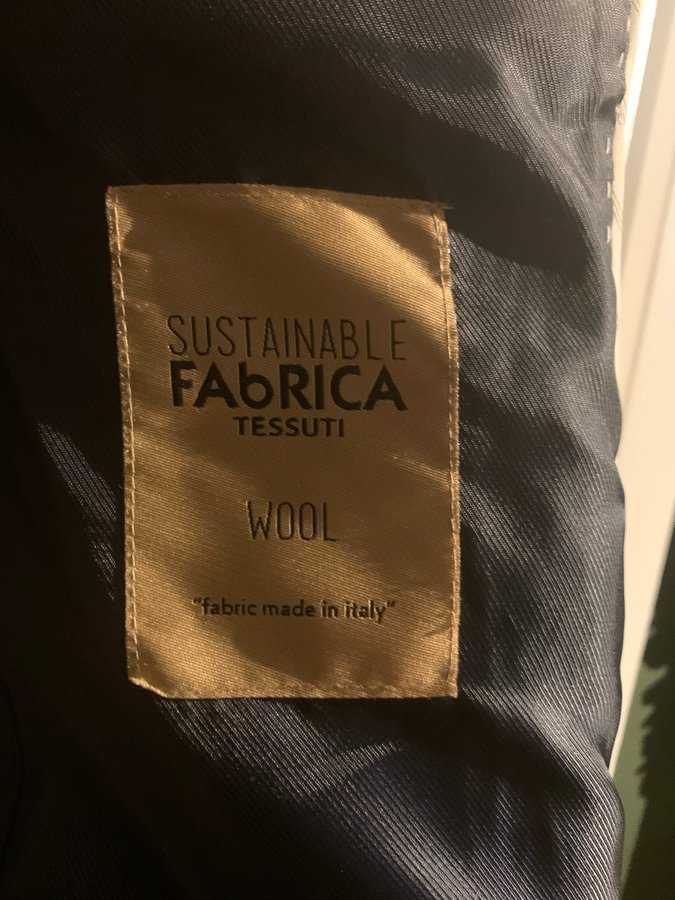 SUSTAINABLE
FAbRICA
TESSUTI
WOOL
"fabric made in italy"